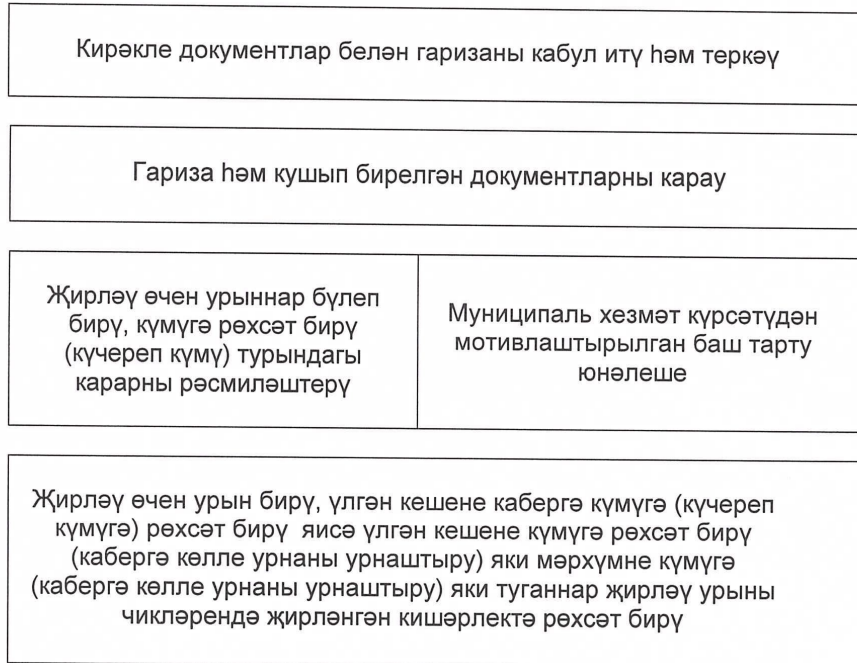 Кирәкле документлар белән гаризаны кабул итү һәм теркәү
Гариза һәм кушып бирелгән документларны карау
Җирләү өчен урыннар бүлеп
бирү, күмүгә рөхсәт бирү
(күчереп күмү) турындагы
карарны рәсмиләштерү
Муниципаль хезмәт күрсәтүдән
мотивлаштырылган баш тарту
юнәлеше
Җирләү өчен урын бирү, үлгән кешене кабергә күмүгә (күчереп
күмүгә) рөхсәт бирү яисә үлгән кешене күмүгә рөхсәт бирү
(кабергә көлле урнаны урнаштыру) яки мәрхүмне күмүгә
(кабергә көлле урнаны урнаштыру) яки туганнар җирләү урыны
чикләрендә җирләнгән кишәрлектә рөхсәт бирү